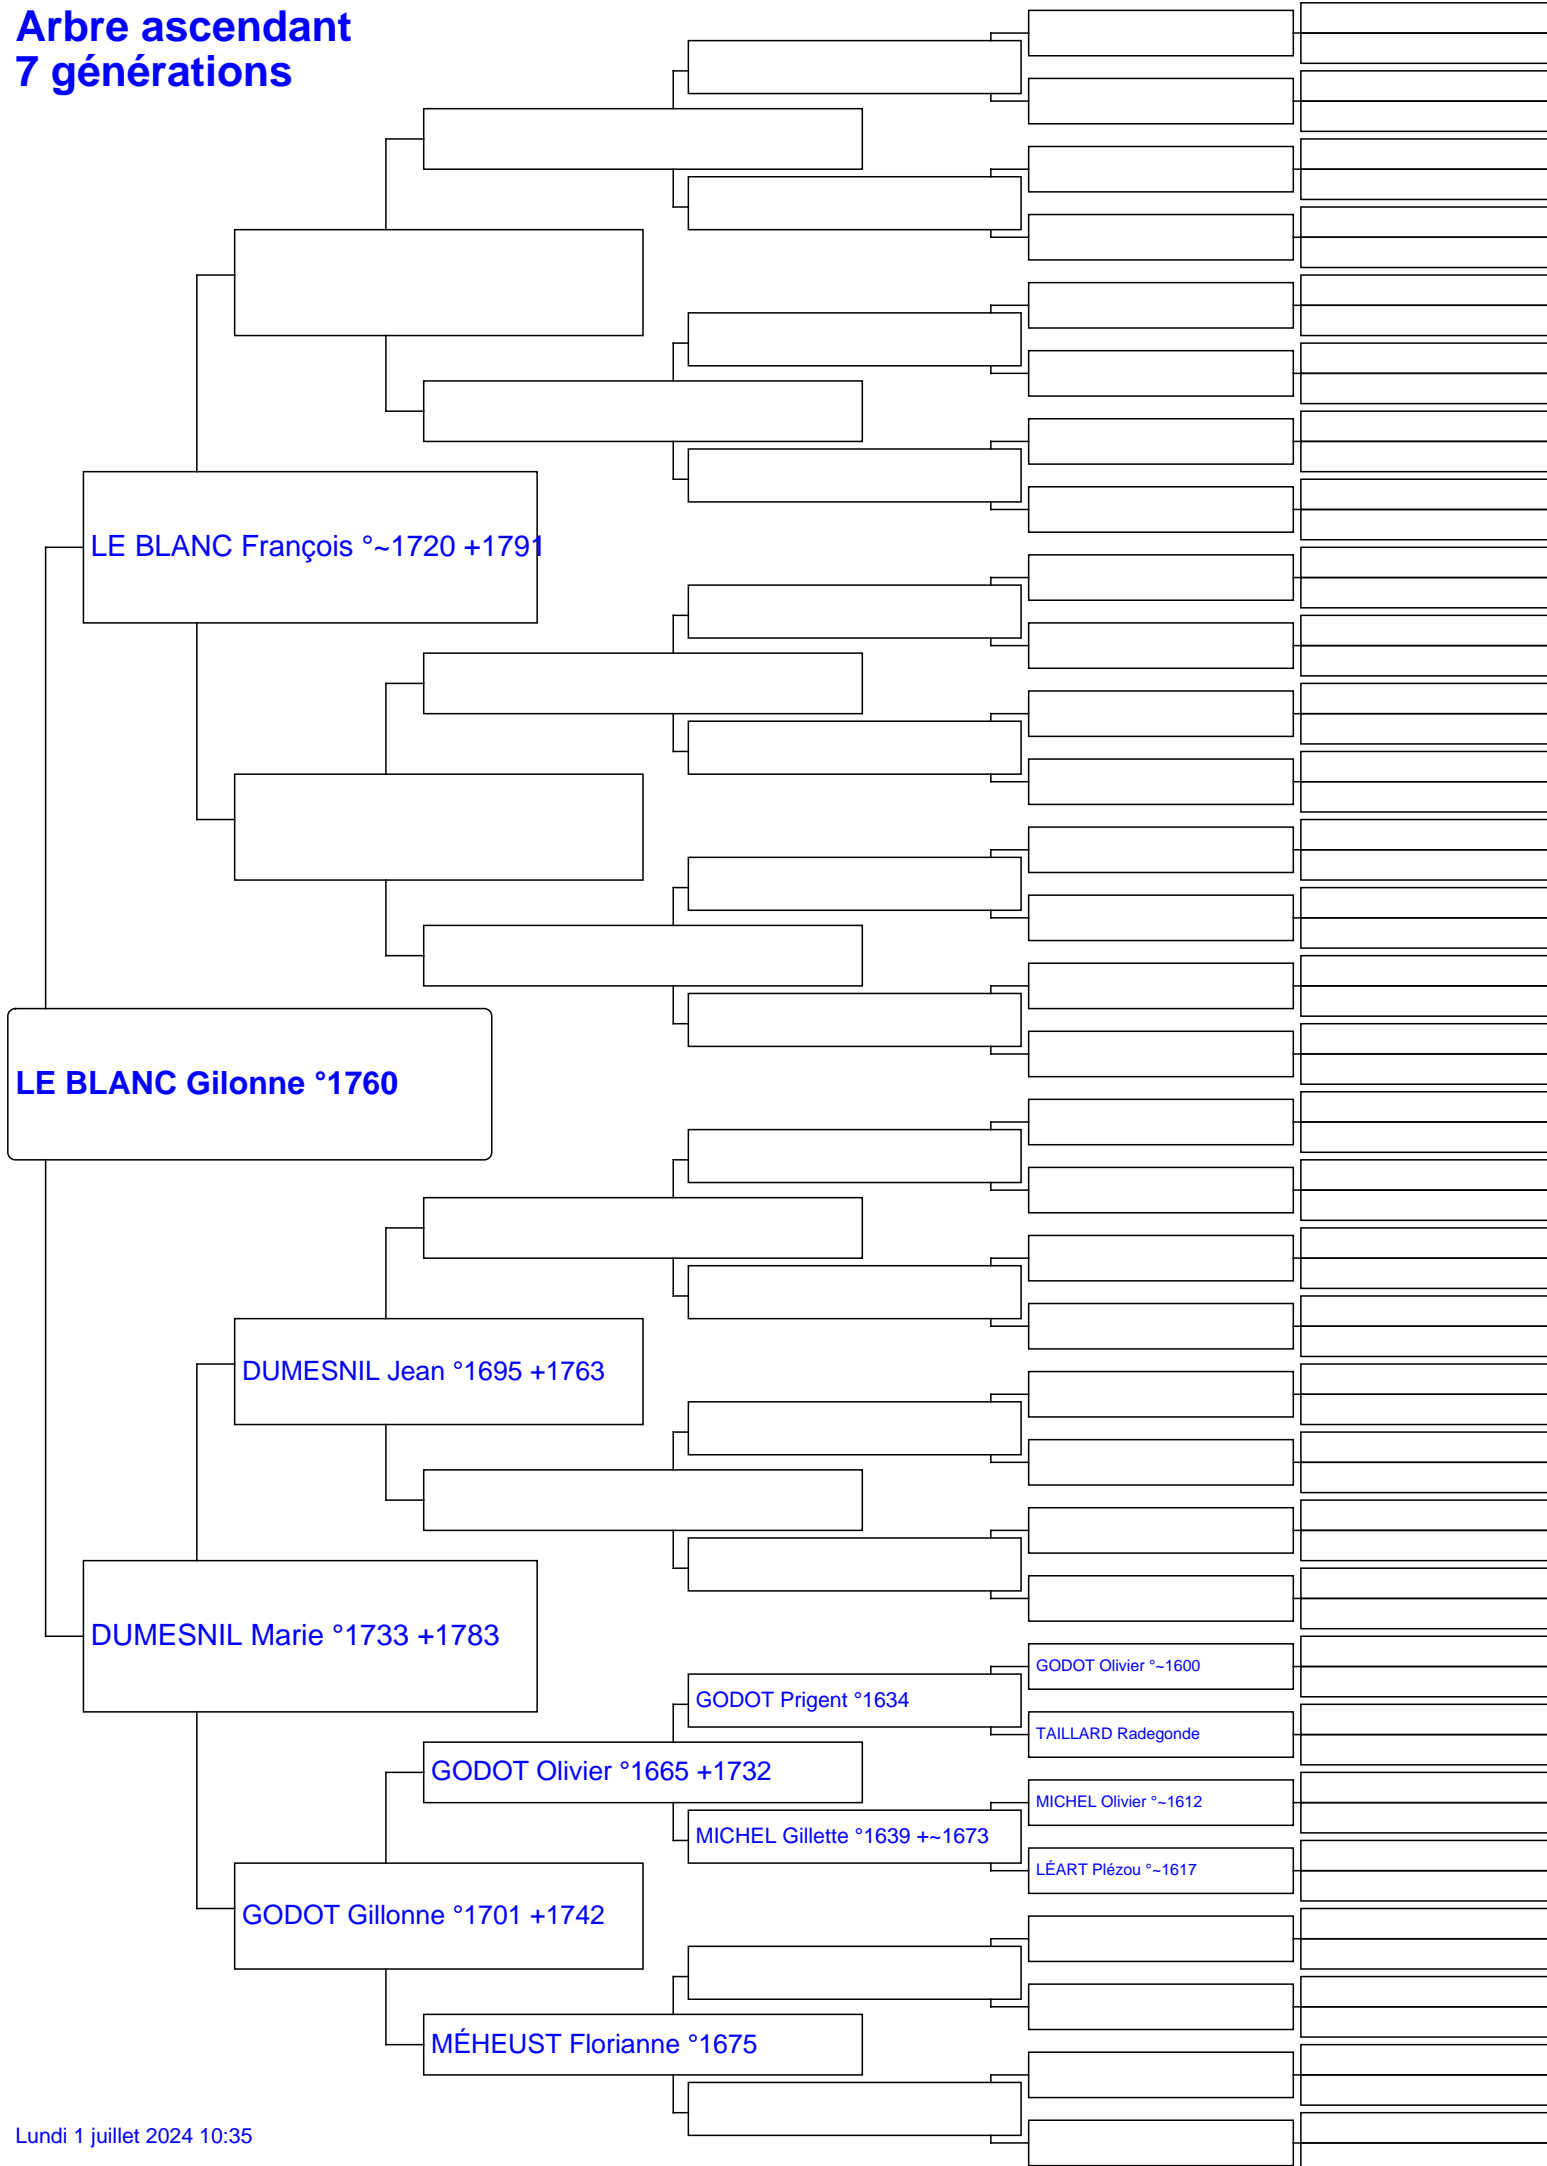 Arbre ascendant
7 générations
LE BLANC François °~1720 +1791
LE BLANC Gilonne °1760
DUMESNIL Jean °1695 +1763
DUMESNIL Marie °1733 +1783
GODOT Olivier °~1600
GODOT Prigent °1634
TAILLARD Radegonde
GODOT Olivier °1665 +1732
MICHEL Olivier °~1612
MICHEL Gillette °1639 +~1673
LÉART Plézou °~1617
GODOT Gillonne °1701 +1742
MÉHEUST Florianne °1675
Lundi 1 juillet 2024 10:35